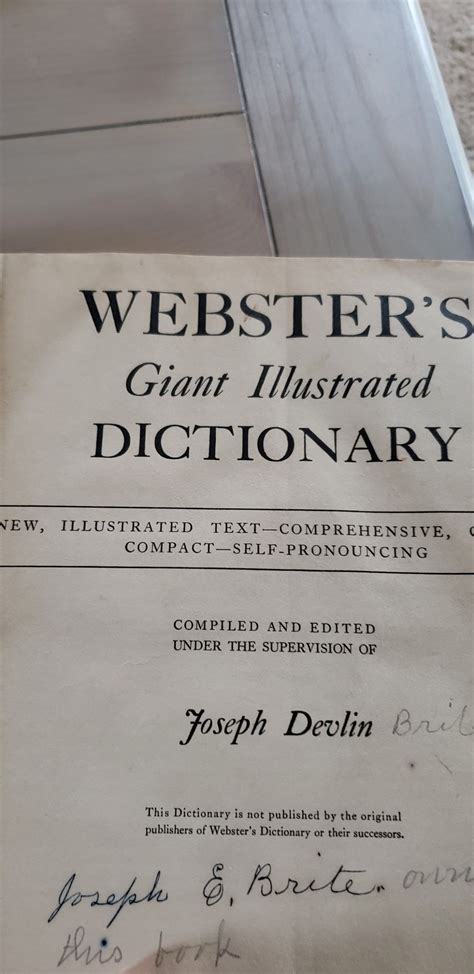 WEBSTER'S
Giant Illustrated
DICTIONARY
NEW, ILLUSTRATED TEXT—COMPREHENSIVE,
COMPACT—SELF-PRONOUNCING
COMPILED AND EDITED
UNDER THE SUPERVISION OF
Joseph Devlin Brit
This Dictionary is not published by the original
publishers of Webster's Dictionary or their successors.
Joseph E. Brite. own
this book